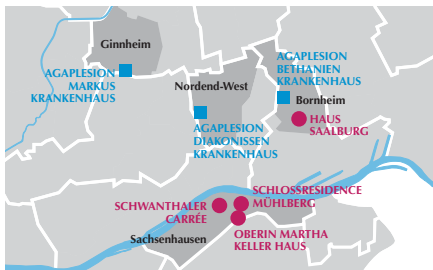 Ginnheim
AGAPLESION
MARKUS
KRANKENHAUS
Nordend-West
AGAPLESION
DIAKONISSEN
KRANKENHAUS
AGAPLESION
BETHANIEN
KRANKENHAUS
Bornheim
HAUS
SAALBURG
SCHWANTHALER
CARRÉE
SCHLOSSRESIDENCE
MÜHLBERG
Sachsenhausen
OBERIN MARTHA
KELLER HAUS